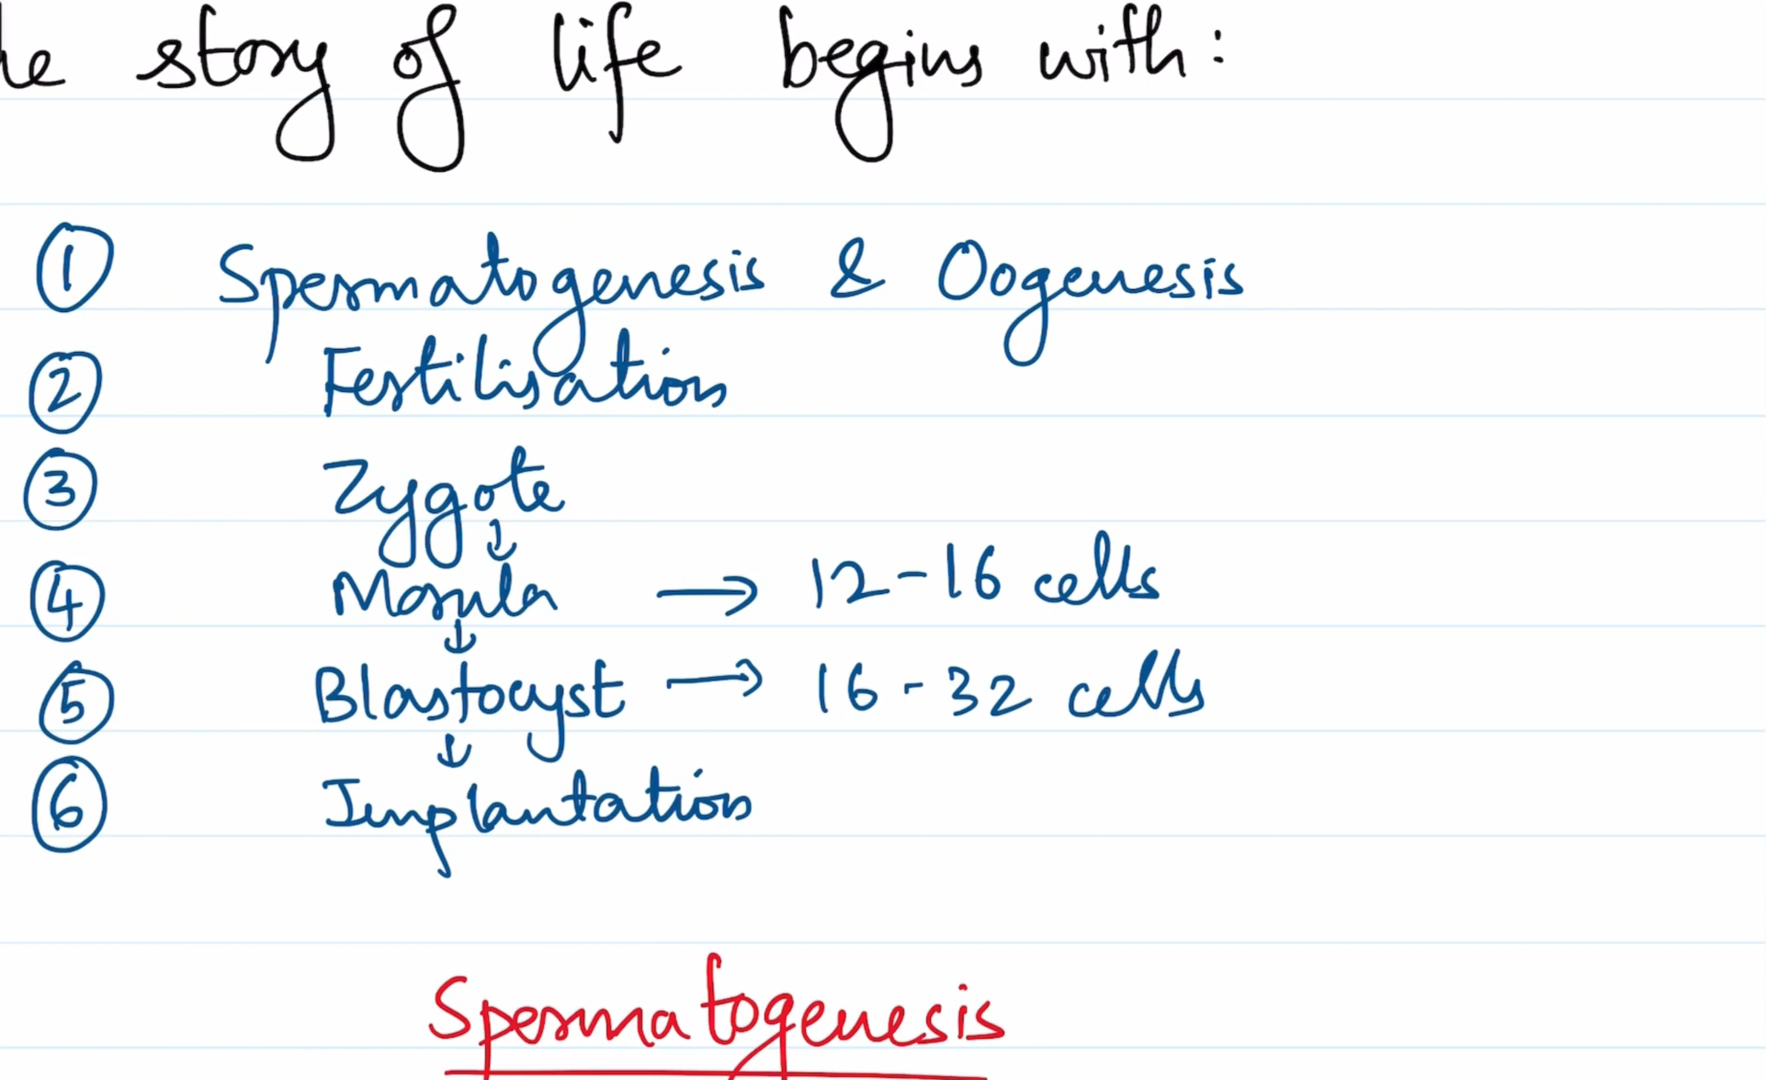 he story of life begins with:
① Spermatogenesis & Oogenesis
② Fertilisation
③ Zygote
↓
④ Morula → 12-16 cells
↓
⑤ Blastocyst → 16-32 cells
↓
⑥ Implantation
Spermatogenesis